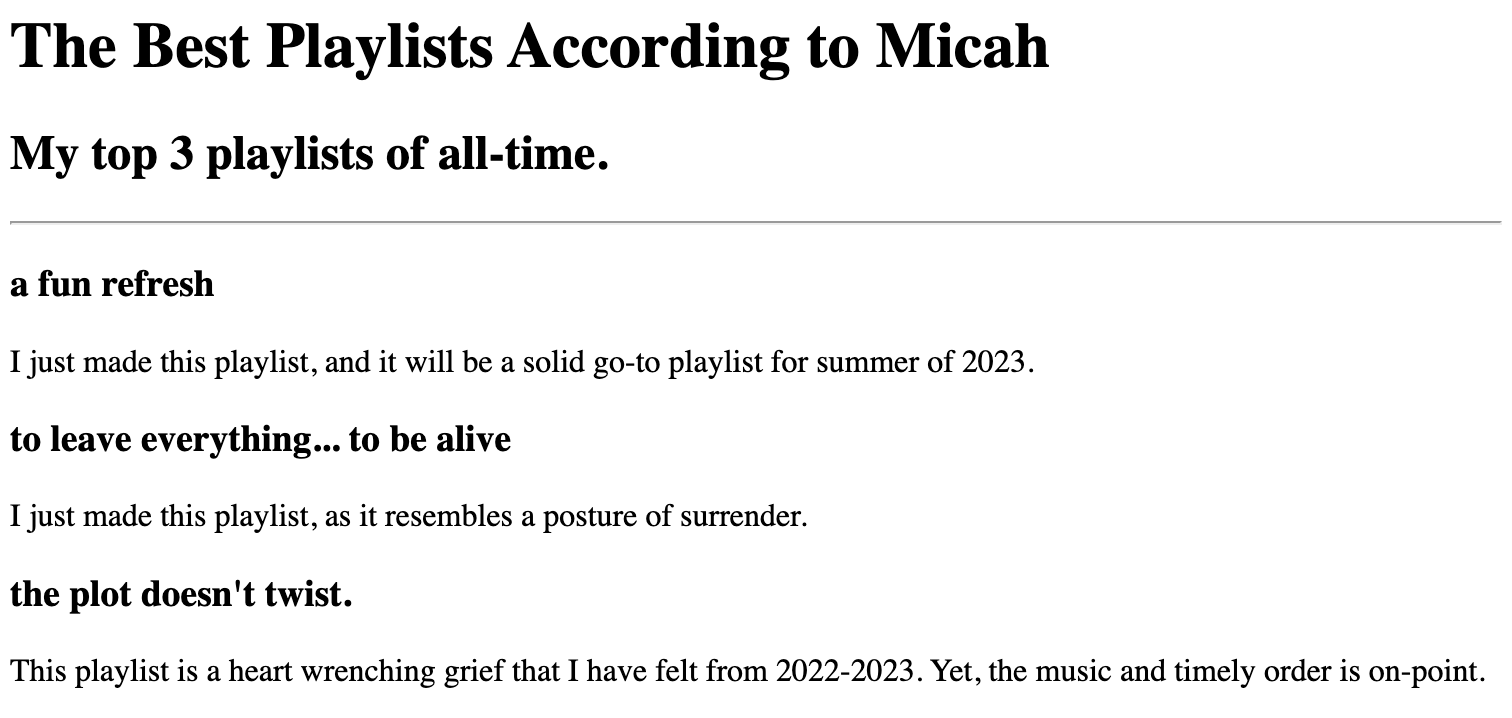 The Best Playlists According to Micah
My top 3 playlists of all-time.
a fun refresh
I just made this playlist, and it will be a solid go-to playlist for summer of 2023.
to leave everything... to be alive
I just made this playlist, as it resembles a posture of surrender.
the plot doesn't twist.
This playlist is a heart wrenching grief that I have felt from 2022-2023. Yet, the music and timely order is on-point.